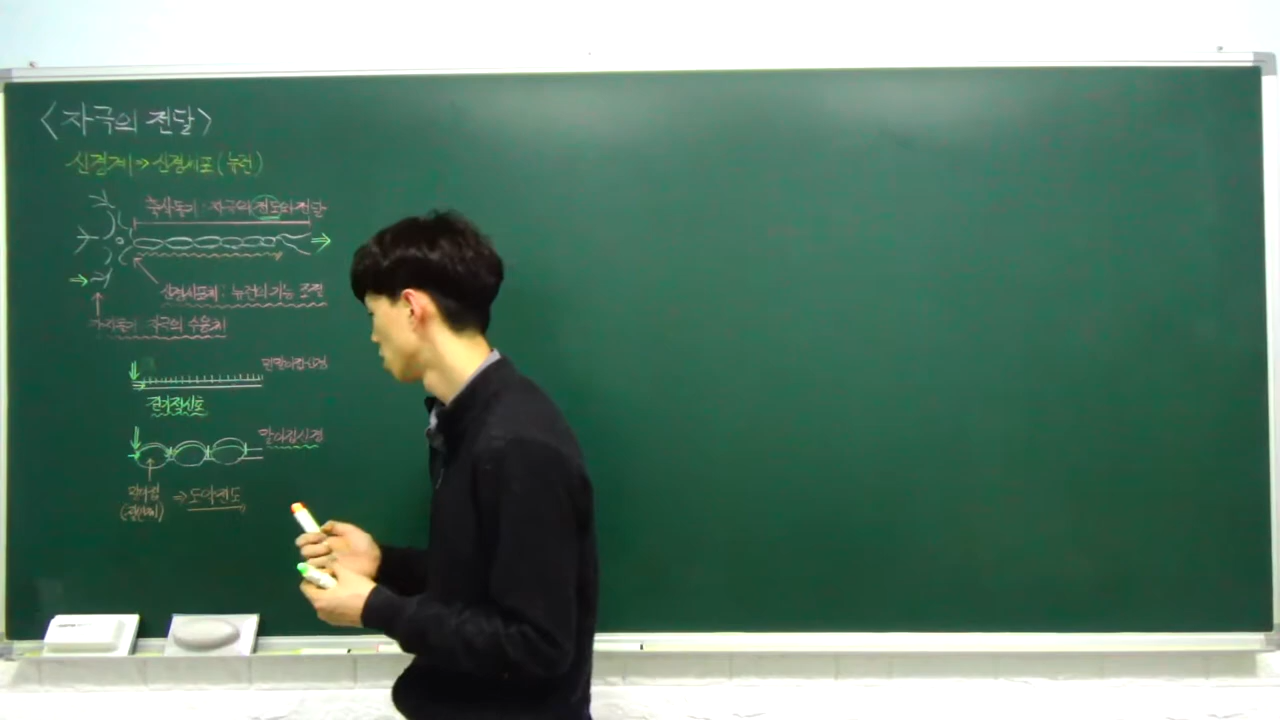 <자극의 전달>
신경계⇒신경세포(뉴런)
축삭돌기 : 자극의 전도와 전달
신경세포체 : 뉴런의 기능 조절
가지돌기 : 자극의 수용체
민말이집신경
전기적신호
말이집신경
말이집
⇒도약전도